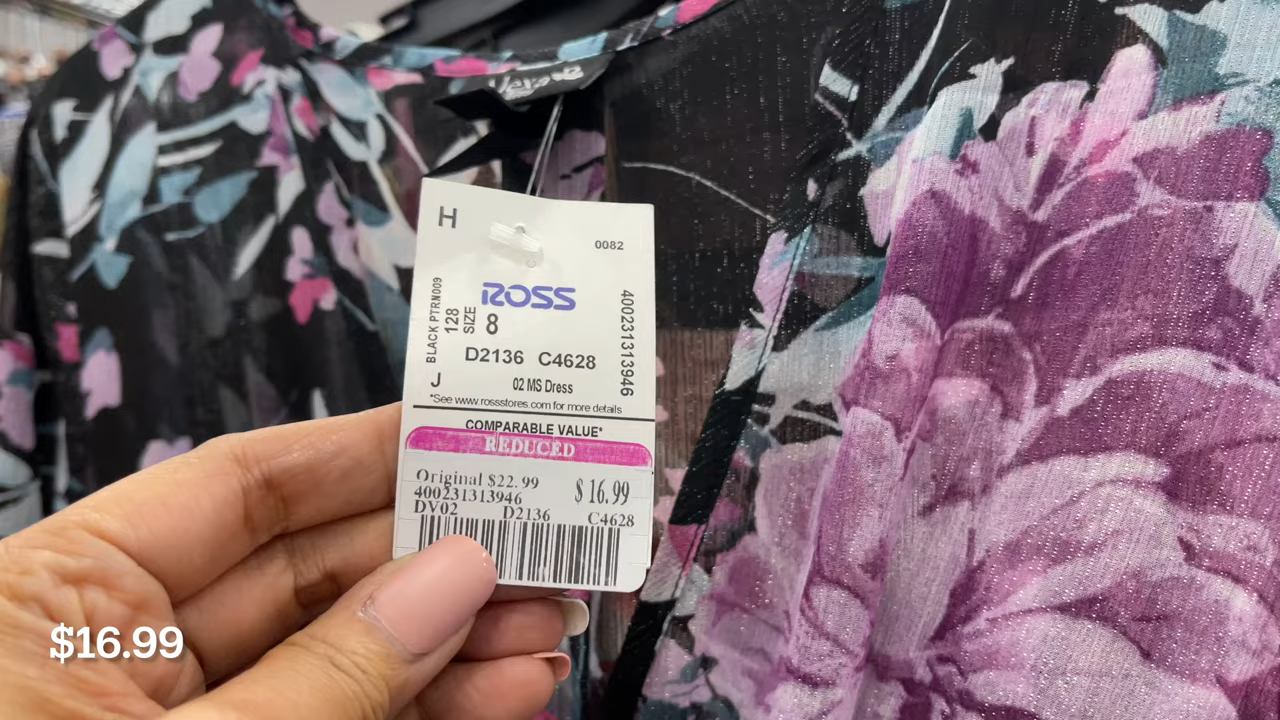 H
0082
ROSS
BLACK PTRN009
128
SIZE
8
400231313946
D2136 C4628
J
02 MS Dress
*See www.rossstores.com for more details
COMPARABLE VALUE*
REDUCED
Original $22.99
400231313946
$16.99
DV02 D2136 C4628
$16.99